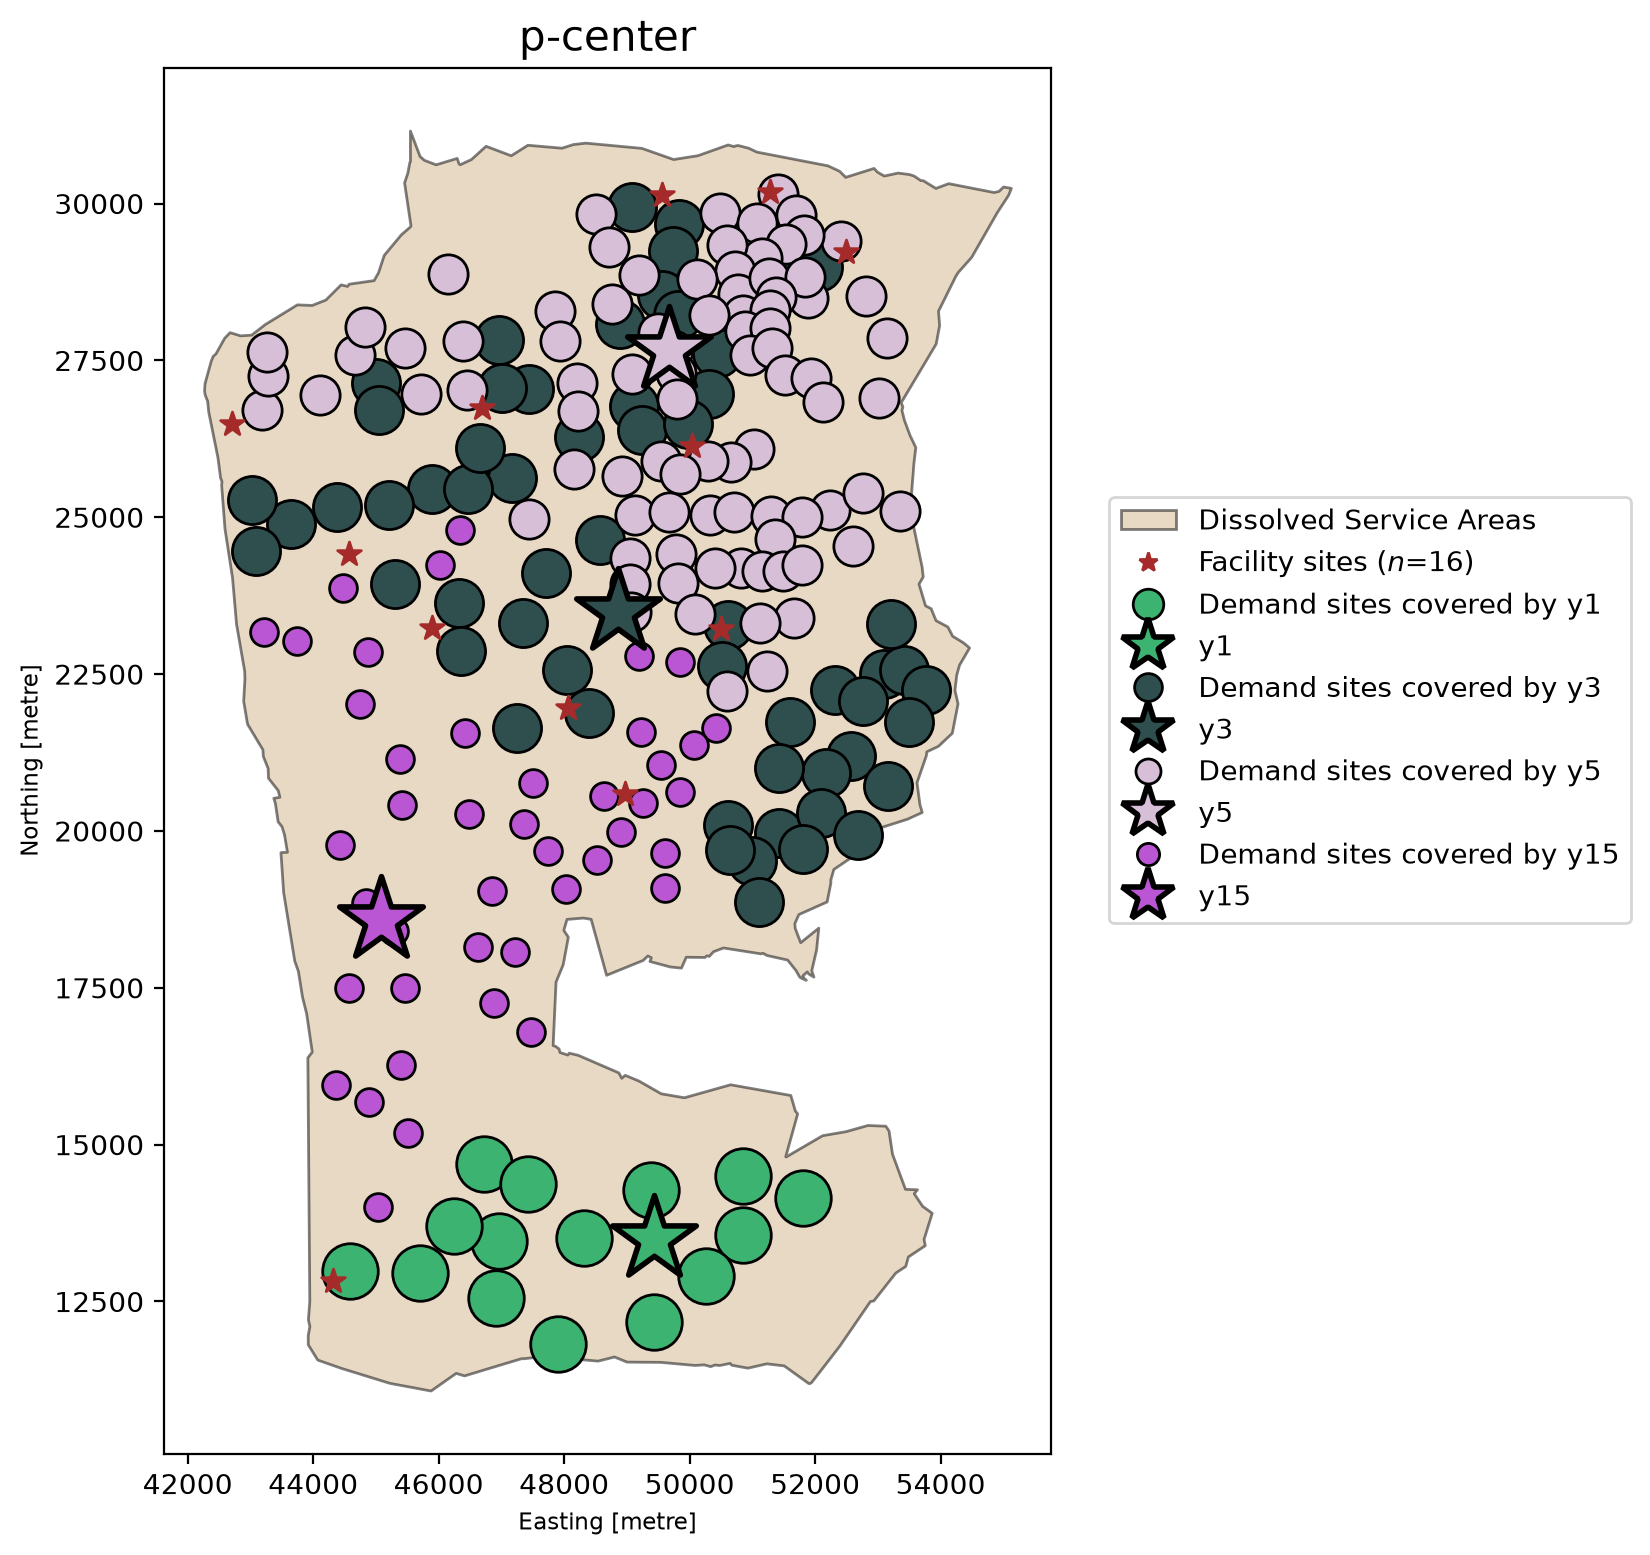 p-center
30000
27500
25000
22500
20000
17500
15000
12500
Northing [metre]
42000 44000 46000 48000 50000 52000 54000
Easting [metre]
Dissolved Service Areas
Facility sites (n=16)
Demand sites covered by y1
y1
Demand sites covered by y3
y3
Demand sites covered by y5
y5
Demand sites covered by y15
y15